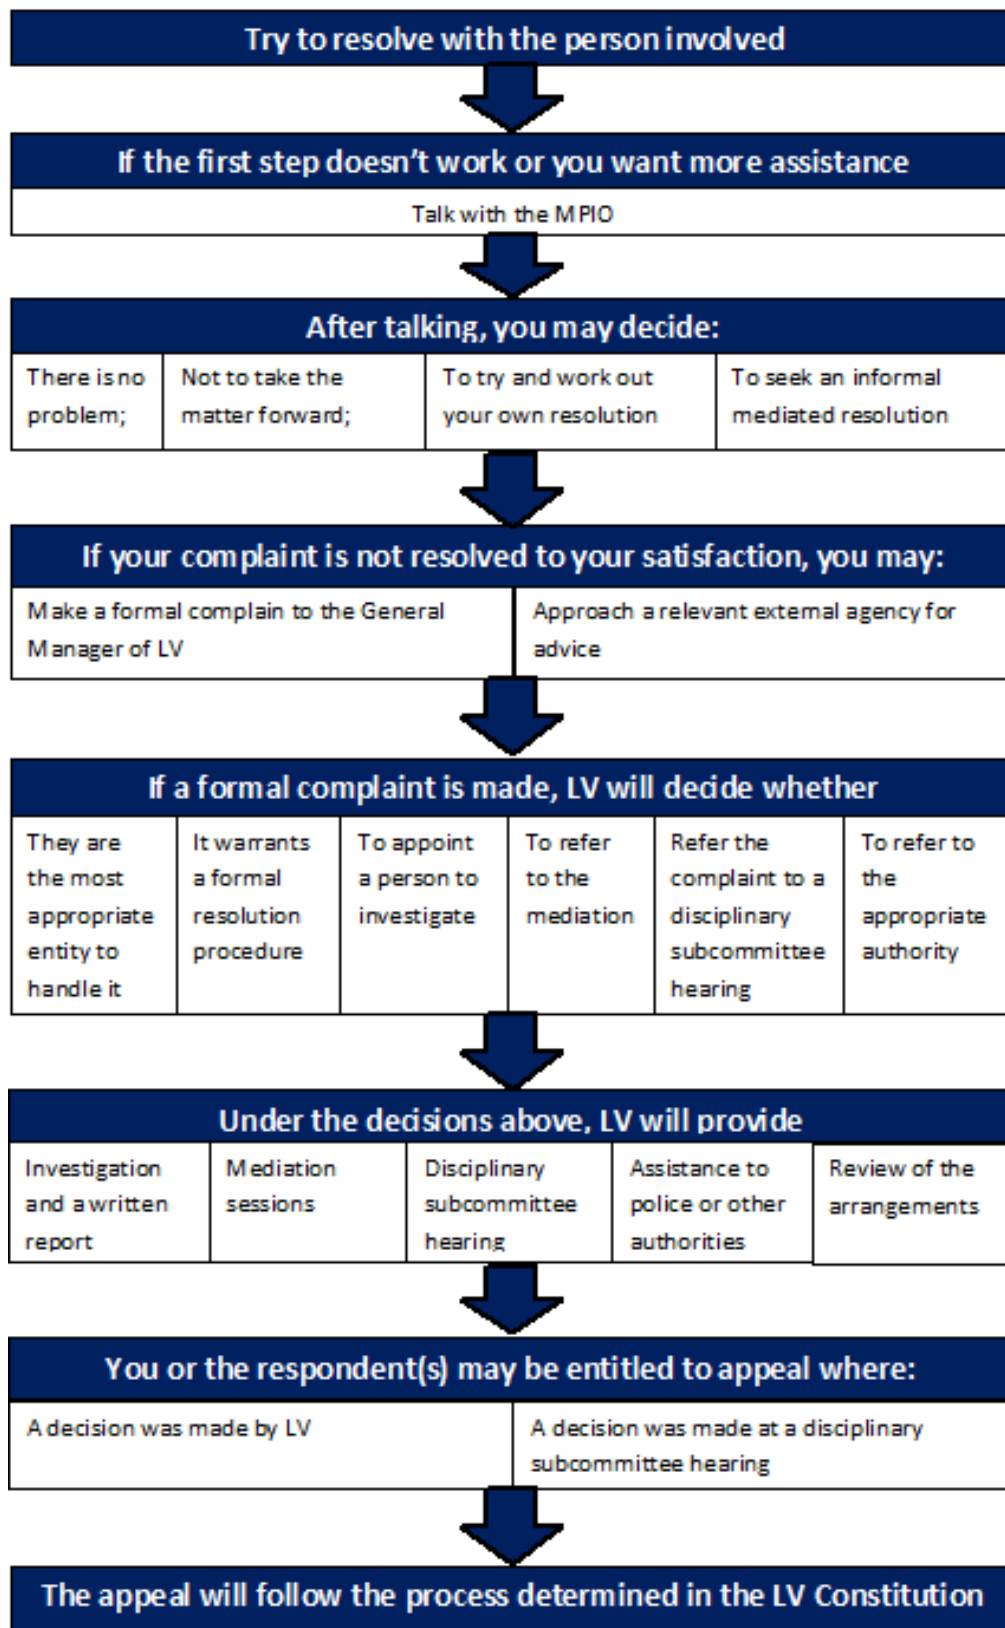 Try to resolve with the person involved
If the first step doesn't work or you want more assistance
Talk with the MPIO
After talking, you may decide:
There is no
problem;
Not to take the
matter forward;
To try and work out
your own resolution
To seek an informal
mediated resolution
If your complaint is not resolved to your satisfaction, you may:
Make a formal complain to the General
Manager of LV
Approach a relevant external agency for
advice
If a formal complaint is made, LV will decide whether
They are
the most
appropriate
entity to
handle it
It warrants
a formal
resolution
procedure
To appoint
a person to
investigate
To refer
to the
mediation
Refer the
complaint to a
disciplinary
subcommittee
hearing
To refer to
the
appropriate
authority
Under the decisions above, LV will provide
Investigation
and a written
report
Mediation
sessions
Disciplinary
subcommittee
hearing
Assistance to
police or other
authorities
Review of the
arrangements
You or the respondent(s) may be entitled to appeal where:
A decision was made by LV
A decision was made at a disciplinary
subcommittee hearing
The appeal will follow the process determined in the LV Constitution